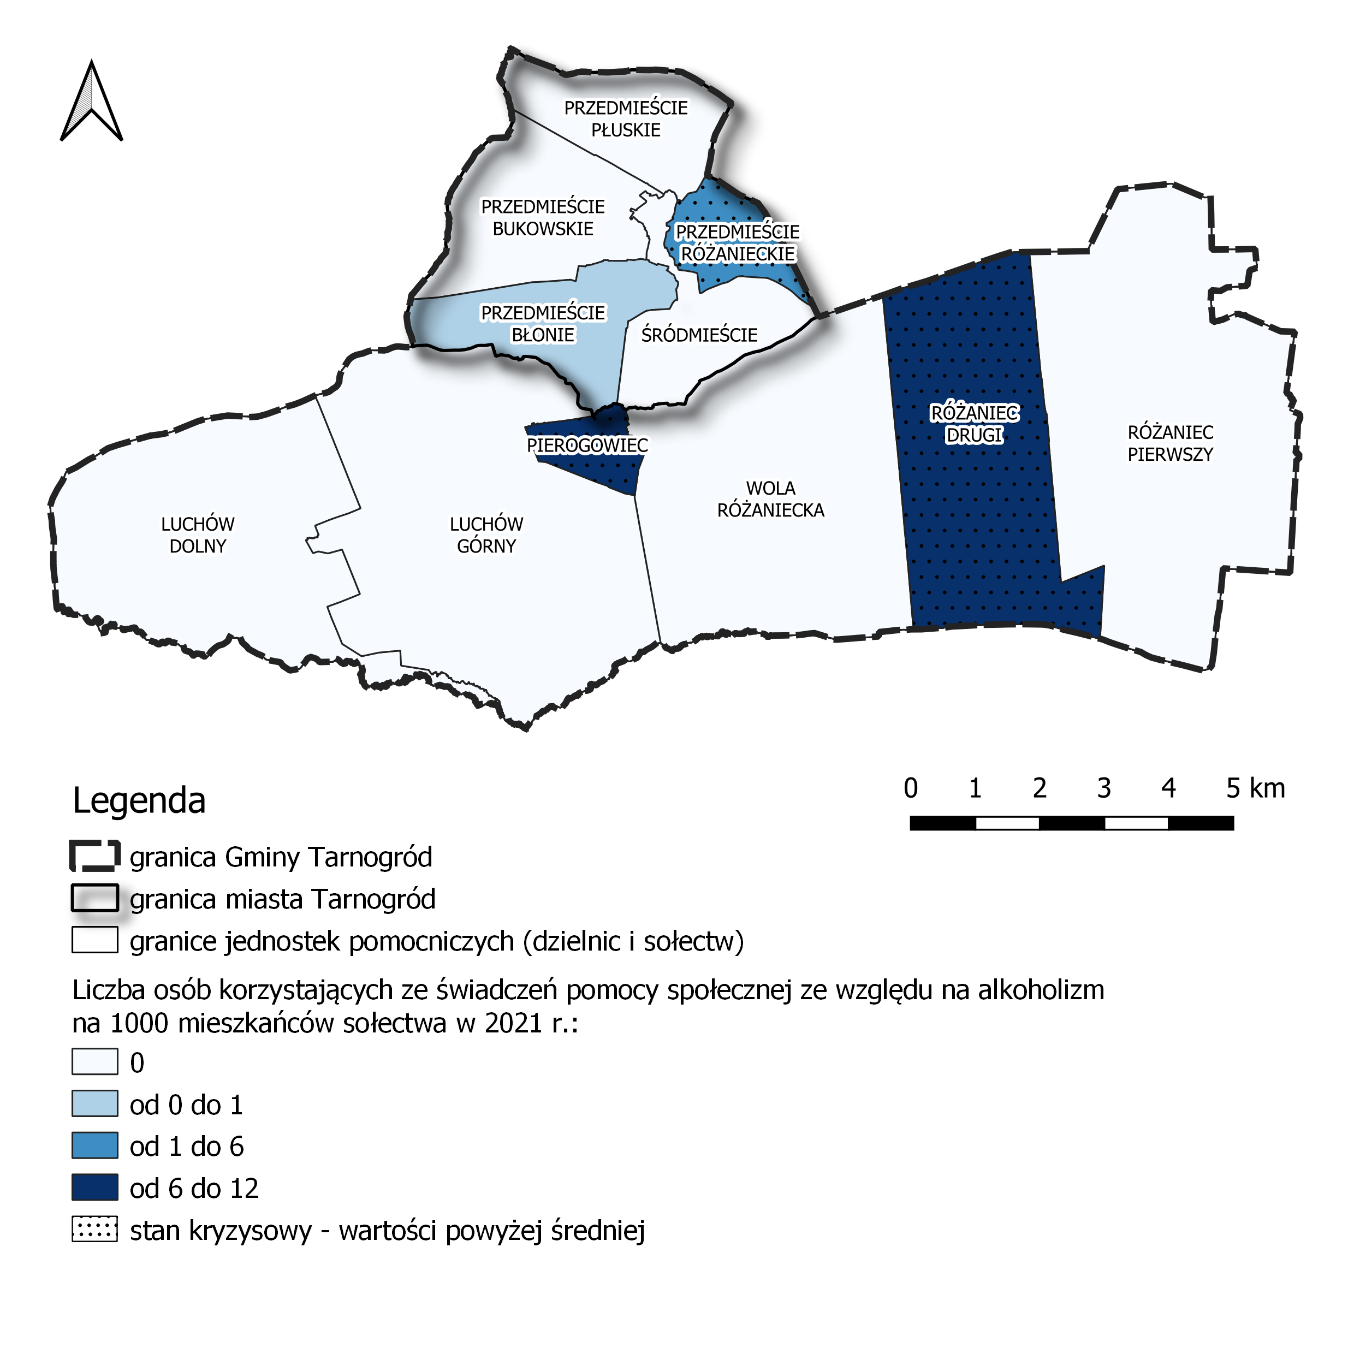 PRZEDMIEŚCIE
PŁUSKIE
PRZEDMIEŚCIE
BUKOWSKIE
PRZEDMIEŚCIE
RÓŻANIECKIE
PRZEDMIEŚCIE
BŁONIE
ŚRÓDMIEŚCIE
RÓŻANIEC
DRUGI
RÓŻANIEC
PIERWSZY
PIEROGOWIEC
WOLA
RÓŻANIECKA
LUCHÓW
DOLNY
LUCHÓW
GÓRNY
0 1 2 3 4 5 km
Legenda
granica Gminy Tarnogród
granica miasta Tarnogród
granice jednostek pomocniczych (dzielnic i sołectw)
Liczba osób korzystających ze świadczeń pomocy społecznej ze względu na alkoholizm
na 1000 mieszkańców sołectwa w 2021 r.:
0
od 0 do 1
od 1 do 6
od 6 do 12
stan kryzysowy - wartości powyżej średniej